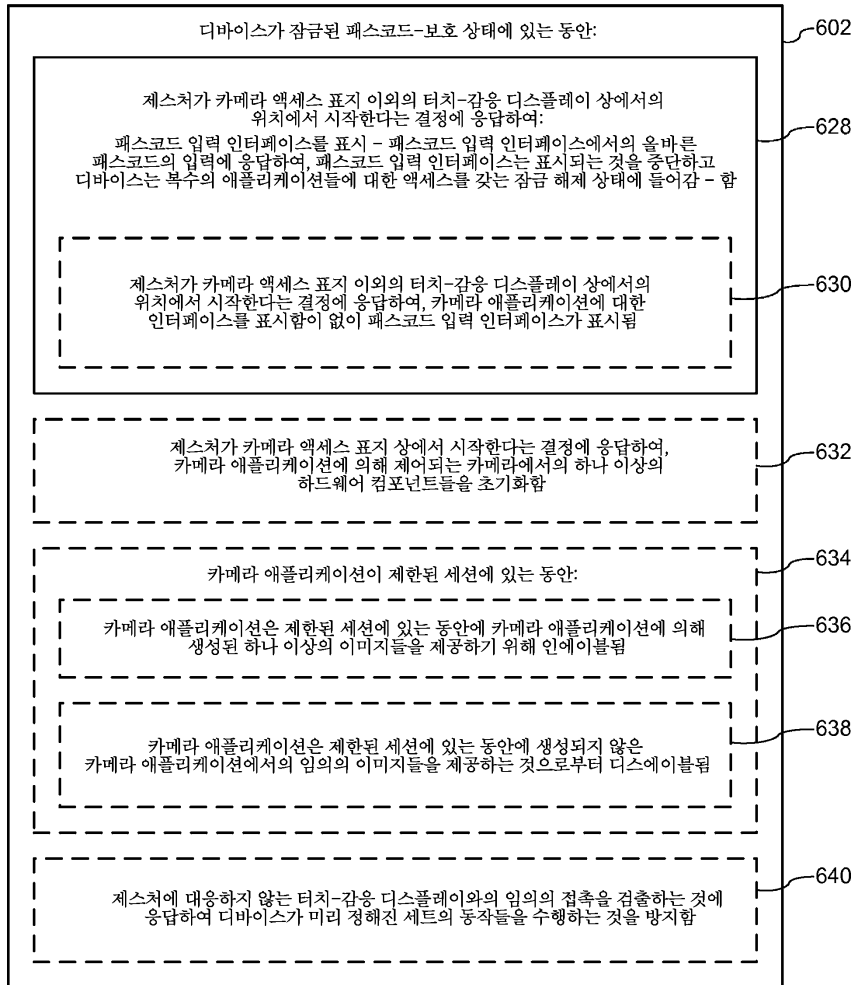 디바이스가 잠금된 패스코드-보호 상태에 있는 동안:
602
제스처가 카메라 액세스 표지 이외의 터치-감응 디스플레이 상에서의
위치에서 시작한다는 결정에 응답하여:
패스코드 입력 인터페이스를 표시 – 패스코드 입력 인터페이스에서의 올바른
패스코드의 입력에 응답하여, 패스코드 입력 인터페이스는 표시되는 것을 중단하고
디바이스는 복수의 애플리케이션들에 대한 액세스를 갖는 잠금 해제 상태에 들어감 – 함
628
제스처가 카메라 액세스 표지 이외의 터치-감응 디스플레이 상에서의
위치에서 시작한다는 결정에 응답하여, 카메라 애플리케이션에 대한
인터페이스를 표시함이 없이 패스코드 입력 인터페이스가 표시됨
630
제스처가 카메라 액세스 표지 상에서 시작한다는 결정에 응답하여,
카메라 애플리케이션에 의해 제어되는 카메라에서의 하나 이상의
하드웨어 컴포넌트들을 초기화함
632
카메라 애플리케이션이 제한된 세션에 있는 동안:
634
카메라 애플리케이션은 제한된 세션에 있는 동안에 카메라 애플리케이션에 의해
생성된 하나 이상의 이미지들을 제공하기 위해 인에이블됨
636
카메라 애플리케이션은 제한된 세션에 있는 동안에 생성되지 않은
카메라 애플리케이션에서의 임의의 이미지들을 제공하는 것으로부터 디스에이블됨
638
제스처에 대응하지 않는 터치-감응 디스플레이와의 임의의 접촉을 검출하는 것에
응답하여 디바이스가 미리 정해진 세트의 동작들을 수행하는 것을 방지함
640